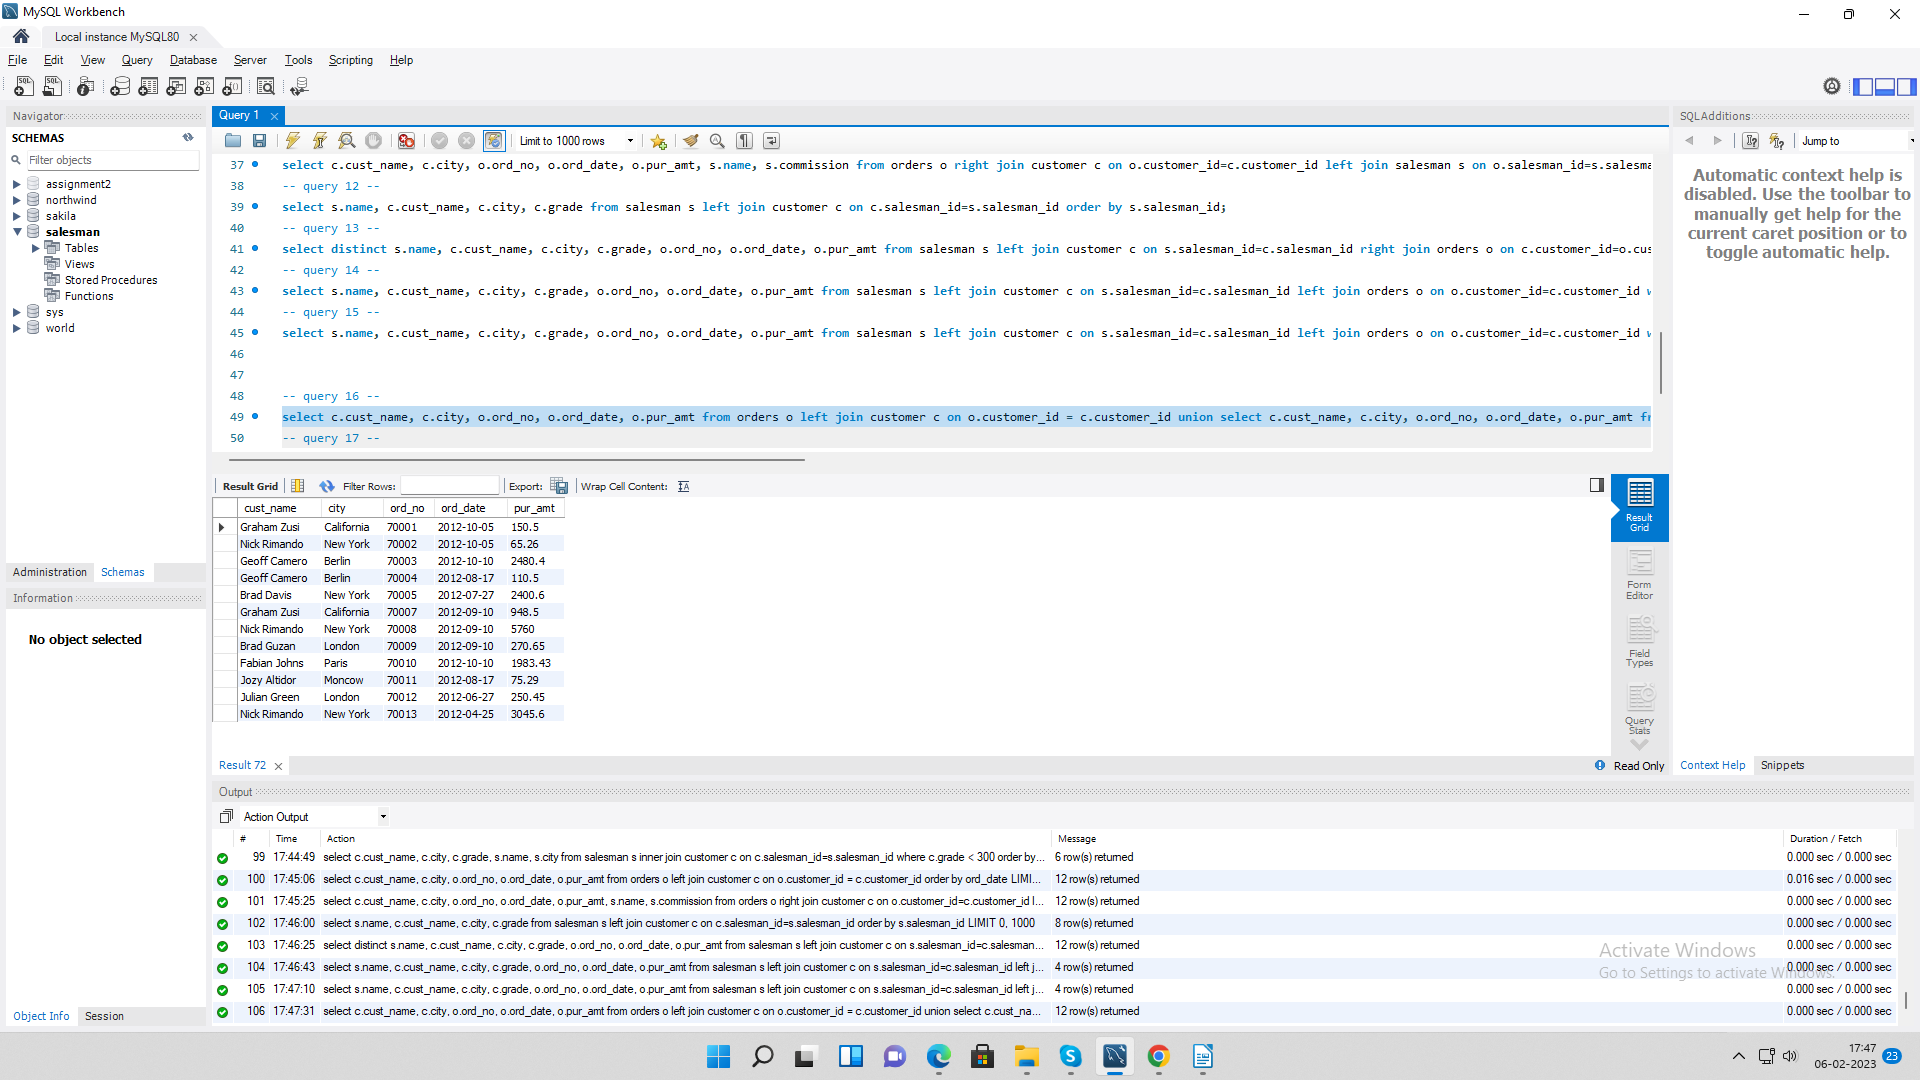 MySQL Workbench
Local instance MySQL80
File Edit View Query Database Server Tools Scripting Help
Navigator
SCHEMAS
Filter objects
assignment2
northwind
sakila
salesman
Tables
Views
Stored Procedures
Functions
sys
world
Administration Schemas
Information
No object selected
Object Info Session
Query 1
Limit to 1000 rows
37 select c.cust_name, c.city, o.ord_no, o.ord_date, o.pur_amt, s.name, s.commission from orders o right join customer c on o.customer_id=c.customer_id left join salesman s on o.salesman_id=s.salesma
38 -- query 12 --
39 select s.name, c.cust_name, c.city, c.grade from salesman s left join customer c on c.salesman_id=s.salesman_id order by s.salesman_id;
40 -- query 13 --
41 select distinct s.name, c.cust_name, c.city, c.grade, o.ord_no, o.ord_date, o.pur_amt from salesman s left join customer c on s.salesman_id=c.salesman_id right join orders o on c.customer_id=o.cus
42 -- query 14 --
43 select s.name, c.cust_name, c.city, c.grade, o.ord_no, o.ord_date, o.pur_amt from salesman s left join customer c on s.salesman_id=c.salesman_id left join orders o on o.customer_id=c.customer_id w
44 -- query 15 --
45 select s.name, c.cust_name, c.city, c.grade, o.ord_no, o.ord_date, o.pur_amt from salesman s left join customer c on s.salesman_id=c.salesman_id left join orders o on o.customer_id=c.customer_id w
46
47
48 -- query 16 --
49 select c.cust_name, c.city, o.ord_no, o.ord_date, o.pur_amt from orders o left join customer c on o.customer_id = c.customer_id union select c.cust_name, c.city, o.ord_no, o.ord_date, o.pur_amt fr
50 -- query 17 --
Result Grid Filter Rows: Export: Wrap Cell Content:
cust_name city ord_no ord_date pur_amt
Graham Zusi California 70001 2012-10-05 150.5
Nick Rimando New York 70002 2012-10-05 65.26
Geoff Camero Berlin 70003 2012-10-10 2480.4
Geoff Camero Berlin 70004 2012-08-17 110.5
Brad Davis New York 70005 2012-07-27 2400.6
Graham Zusi California 70007 2012-09-10 948.5
Nick Rimando New York 70008 2012-09-10 5760
Brad Guzan London 70009 2012-09-10 270.65
Fabian Johns Paris 70010 2012-10-10 1983.43
Jozy Altidor Moncow 70011 2012-08-17 75.29
Julian Green London 70012 2012-06-27 250.45
Nick Rimando New York 70013 2012-04-25 3045.6
Result
Grid
Form
Editor
Field
Types
Query
Stats
Result 72
Read Only
SQLAdditions
Jump to
Automatic context help is
disabled. Use the toolbar to
manually get help for the
current caret position or to
toggle automatic help.
Context Help Snippets
Output
Action Output
# Time Action Message Duration / Fetch
99 17:44:49 select c.cust_name, c.city, c.grade, s.name, s.city from salesman s inner join customer c on c.salesman_id=s.salesman_id where c.grade < 300 order by... 6 row(s) returned 0.000 sec / 0.000 sec
100 17:45:06 select c.cust_name, c.city, o.ord_no, o.ord_date, o.pur_amt from orders o left join customer c on o.customer_id = c.customer_id order by ord_date LIMI... 12 row(s) returned 0.016 sec / 0.000 sec
101 17:45:25 select c.cust_name, c.city, o.ord_no, o.ord_date, o.pur_amt, s.name, s.commission from orders o right join customer c on o.customer_id=c.customer_id l... 12 row(s) returned 0.000 sec / 0.000 sec
102 17:46:00 select s.name, c.cust_name, c.city, c.grade from salesman s left join customer c on c.salesman_id=s.salesman_id order by s.salesman_id LIMIT 0, 1000 8 row(s) returned 0.000 sec / 0.000 sec
103 17:46:25 select distinct s.name, c.cust_name, c.city, c.grade, o.ord_no, o.ord_date, o.pur_amt from salesman s left join customer c on s.salesman_id=c.salesman... 12 row(s) returned 0.000 sec / 0.000 sec
104 17:46:43 select s.name, c.cust_name, c.city, c.grade, o.ord_no, o.ord_date, o.pur_amt from salesman s left join customer c on s.salesman_id=c.salesman_id left j... 4 row(s) returned 0.000 sec / 0.000 sec
105 17:47:10 select s.name, c.cust_name, c.city, c.grade, o.ord_no, o.ord_date, o.pur_amt from salesman s left join customer c on s.salesman_id=c.salesman_id left j... 4 row(s) returned 0.000 sec / 0.000 sec
106 17:47:31 select c.cust_name, c.city, o.ord_no, o.ord_date, o.pur_amt from orders o left join customer c on o.customer_id = c.customer_id union select c.cust_na... 12 row(s) returned 0.000 sec / 0.000 sec
Activate Windows
Go to Settings to activate Windows.
17:47
06-02-2023
23